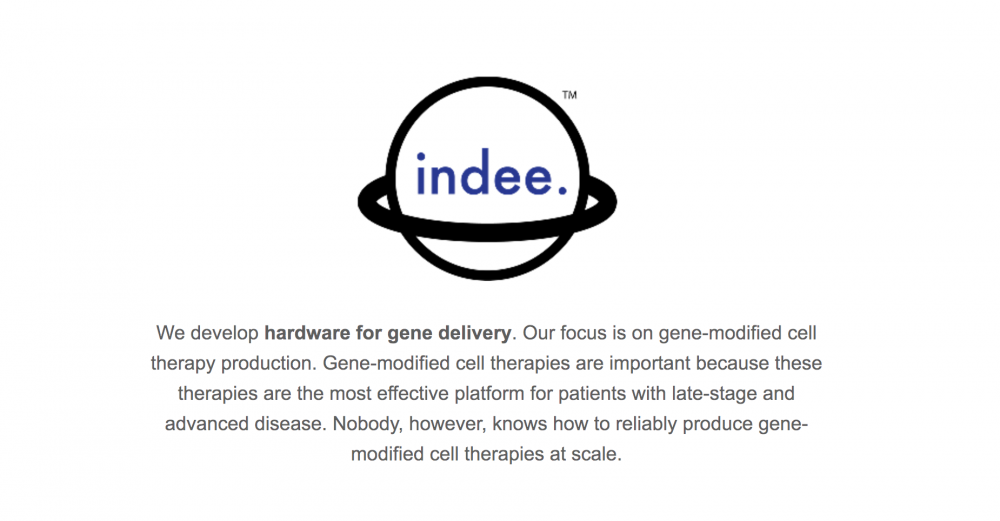 TM
indee.
We develop hardware for gene delivery. Our focus is on gene-modified cell
therapy production. Gene-modified cell therapies are important because these
therapies are the most effective platform for patients with late-stage and
advanced disease. Nobody, however, knows how to reliably produce gene-
modified cell therapies at scale.